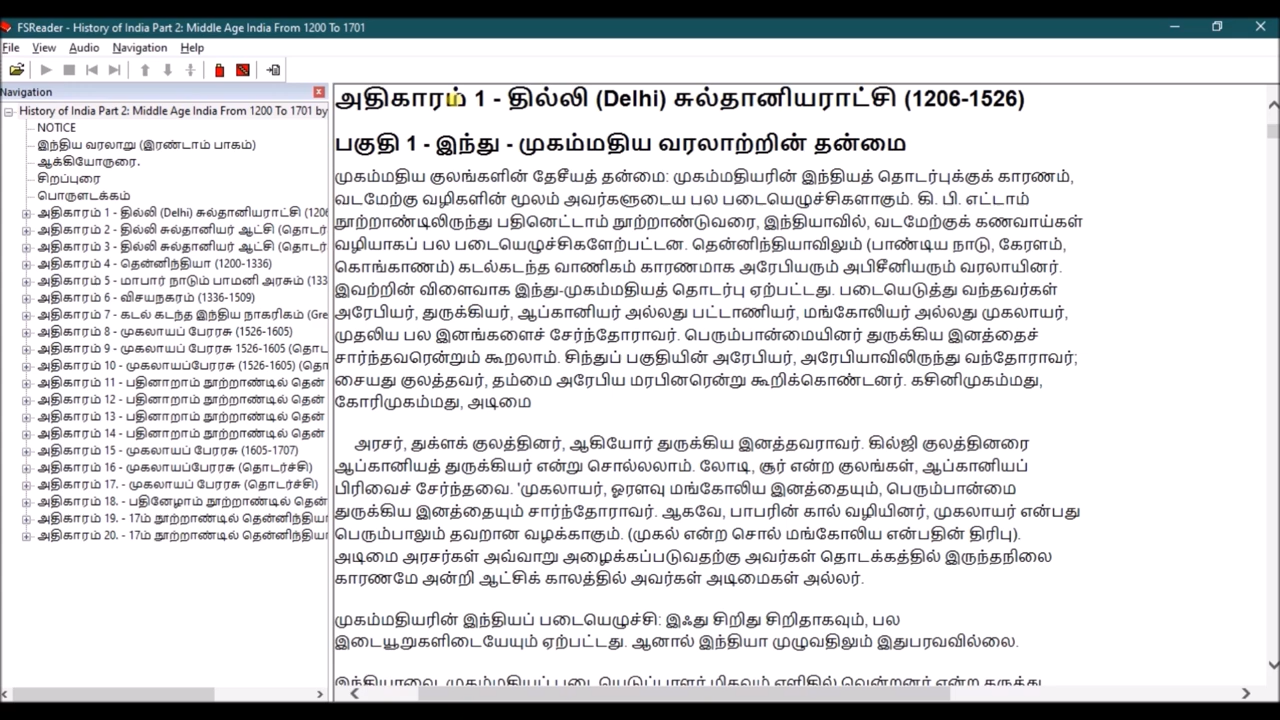 FSReader - History of India Part 2: Middle Age India From 1200 To 1701
File View Audio Navigation Help
Navigation
History of India Part 2: Middle Age India From 1200 To 1701 by
NOTICE
இந்திய வரலாறு (இரண்டாம் பாகம்)
ஆக்கியோருரை.
சிறப்புரை
பொருளடக்கம்
அதிகாரம் 1 - தில்லி (Delhi) சுல்தானியராட்சி (120
அதிகாரம் 2 - தில்லி சுல்தானியர் ஆட்சி (தொடர்
அதிகாரம் 3 - தில்லி சுல்தானியர் ஆட்சி (தொடர்
அதிகாரம் 4 - தென்னிந்தியா (1200-1336)
அதிகாரம் 5 - மாபார் நாடும் பாமனி அரசும் (133
அதிகாரம் 6 - விசயநகரம் (1336-1509)
அதிகாரம் 7 - கடல் கடந்த இந்திய நாகரிகம் (Gre
அதிகாரம் 8 - முகலாயப் பேரரசு (1526-1605)
அதிகாரம் 9 - முகலாயப் பேரரசு 1526-1605 (தொட
அதிகாரம் 10 - முகலாயப்பேரரசு (1526-1605) (தொ
அதிகாரம் 11 - பதினாறாம் நூற்றாண்டில் தென்
அதிகாரம் 12 - பதினாறாம் நூற்றாண்டில் தென்
அதிகாரம் 13 - பதினாறாம் நூற்றாண்டில் தென்
அதிகாரம் 14 - பதினாறாம் நூற்றாண்டில் தென்
அதிகாரம் 15 - முகலாயப் பேரரசு (1605-1707)
அதிகாரம் 16 - முகலாயப்பேரரசு (தொடர்ச்சி)
அதிகாரம் 17. - முகலாயப் பேரரசு (தொடர்ச்சி)
அதிகாரம் 18. - பதினேழாம் நூற்றாண்டில் தென்
அதிகாரம் 19. - 17ம் நூற்றாண்டில் தென்னிந்திய
அதிகாரம் 20. - 17ம் நூற்றாண்டில் தென்னிந்திய
அதிகாரம் 1 - தில்லி (Delhi) சுல்தானியராட்சி (1206-1526)
பகுதி 1 - இந்து - முகம்மதிய வரலாற்றின் தன்மை
முகம்மதிய குலங்களின் தேசீயத் தன்மை: முகம்மதியரின் இந்தியத் தொடர்புக்குக் காரணம்,
வடமேற்கு வழிகளின் மூலம் அவர்களுடைய பல படையெழுச்சிகளாகும். கி. பி. எட்டாம்
நூற்றாண்டிலிருந்து பதினெட்டாம் நூற்றாண்டுவரை, இந்தியாவில், வடமேற்குக் கணவாய்கள்
வழியாகப் பல படையெழுச்சிகளேற்பட்டன. தென்னிந்தியாவிலும் (பாண்டிய நாடு, கேரளம்,
கொங்காணம்) கடல்கடந்த வாணிகம் காரணமாக அரேபியரும் அபிசீனியரும் வரலாயினர்.
இவற்றின் விளைவாக இந்து-முகம்மதியத் தொடர்பு ஏற்பட்டது. படையெடுத்து வந்தவர்கள்
அரேபியர், துருக்கியர், ஆப்கானியர் அல்லது பட்டாணியர், மங்கோலியர் அல்லது முகலாயர்,
முதலிய பல இனங்களைச் சேர்ந்தோராவர். பெரும்பான்மையினர் துருக்கிய இனத்தைச்
சார்ந்தவரென்றும் கூறலாம். சிந்துப் பகுதியின் அரேபியர், அரேபியாவிலிருந்து வந்தோராவர்;
சையது குலத்தவர், தம்மை அரேபிய மரபினரென்று கூறிக்கொண்டனர். கசினிமுகம்மது,
கோரிமுகம்மது, அடிமை
அரசர், துக்ளக் குலத்தினர், ஆகியோர் துருக்கிய இனத்தவராவர். கில்ஜி குலத்தினரை
ஆப்கானியத் துருக்கியர் என்று சொல்லலாம். லோடி, சூர் என்ற குலங்கள், ஆப்கானியப்
பிரிவைச் சேர்ந்தவை. 'முகலாயர், ஓரளவு மங்கோலிய இனத்தையும், பெரும்பான்மை
துருக்கிய இனத்தையும் சார்ந்தோராவர். ஆகவே, பாபரின் கால் வழியினர், முகலாயர் என்பது
பெரும்பாலும் தவறான வழக்காகும். (முகல் என்ற சொல் மங்கோலிய என்பதின் திரிபு).
அடிமை அரசர்கள் அவ்வாறு அழைக்கப்படுவதற்கு அவர்கள் தொடக்கத்தில் இருந்தநிலை
காரணமே அன்றி ஆட்சிக் காலத்தில் அவர்கள் அடிமைகள் அல்லர்.
முகம்மதியரின் இந்தியப் படையெழுச்சி: இஃது சிறிது சிறிதாகவும், பல
இடையூறுகளிடையேயும் ஏற்பட்டது. ஆனால் இந்தியா முழுவதிலும் இதுபரவவில்லை.
இந்தியாவை, முகம்மதியப் படையெடுப்பாளர் மிகவும் எளிதில் வென்றனர் என்ற கருத்து